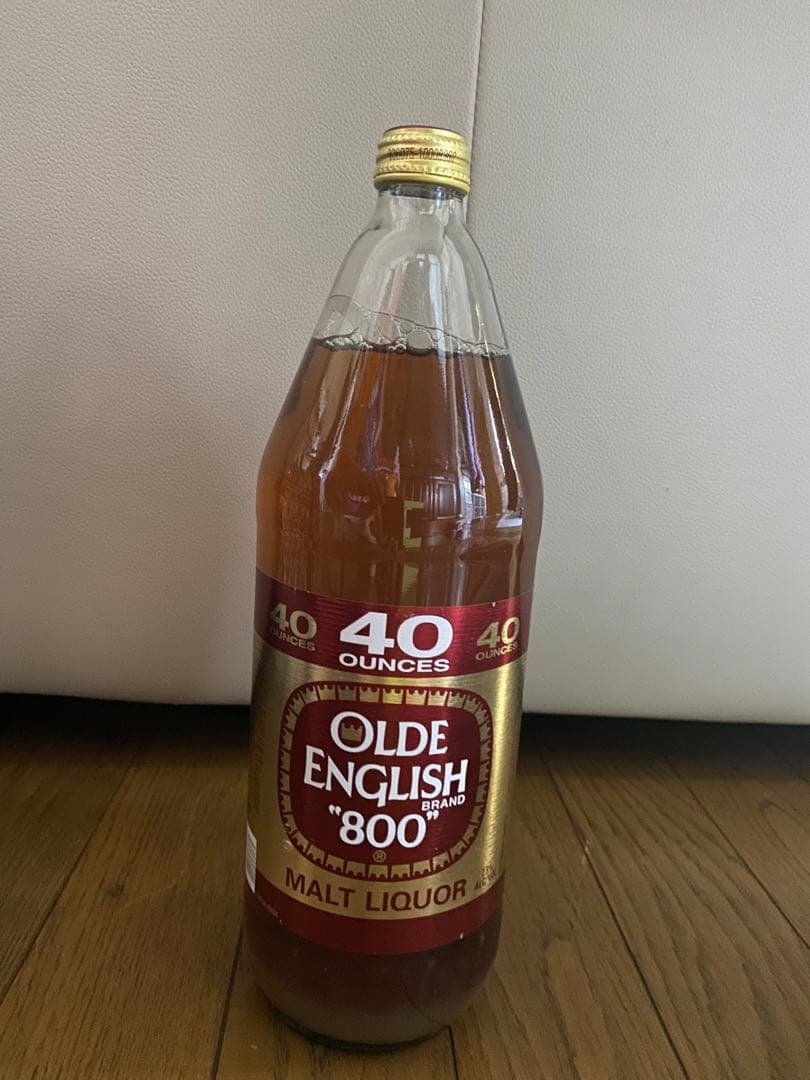 40
OUNCES
40
OUNCES
40
OUNCES
OLDE
ENGLISH
BRAND
"800"
®
MALT LIQUOR